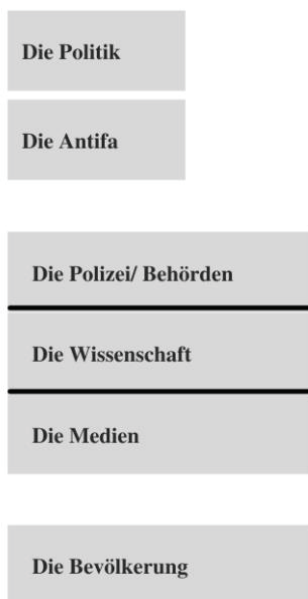 Die Politik
Die Antifa
Die Polizei/ Behörden
Die Wissenschaft
Die Medien
Die Bevölkerung